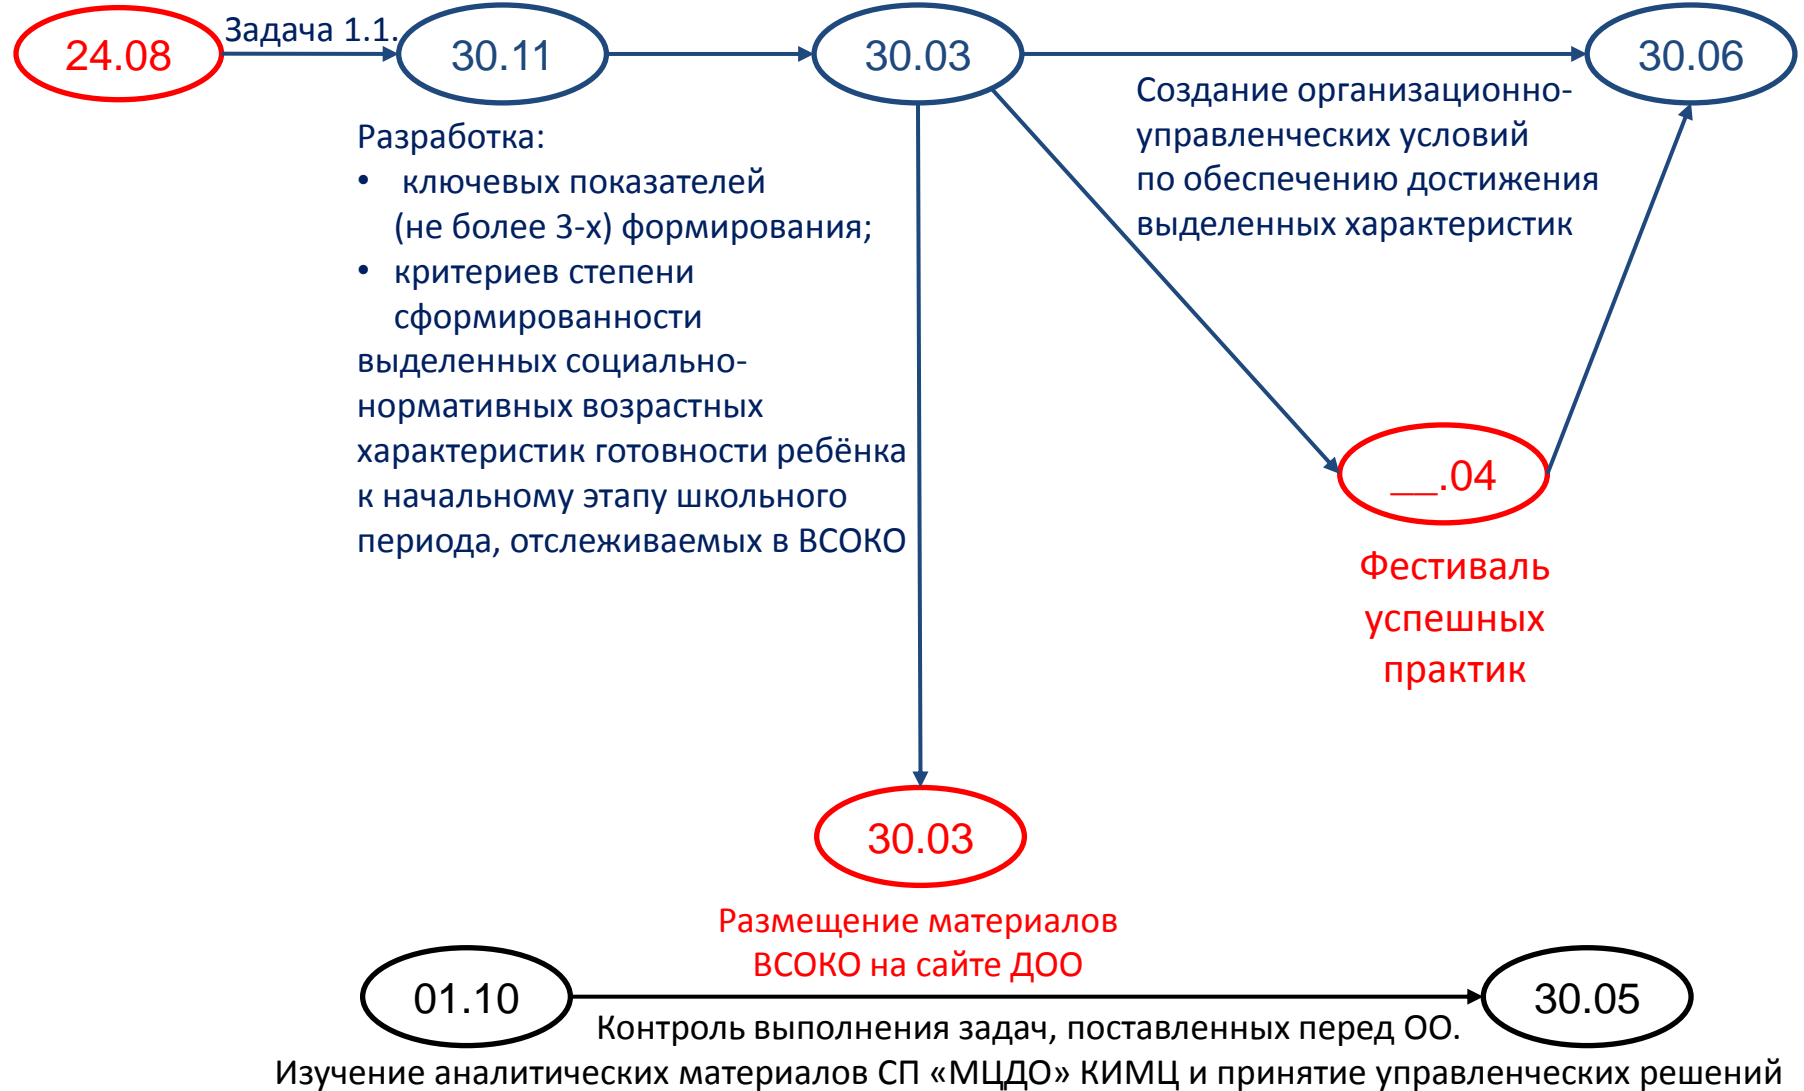 24.08
Задача 1.1.
30.11
30.03
30.06
Разработка:
• ключевых показателей
(не более 3-х) формирования;
• критериев степени
сформированности
выделенных социально-
нормативных возрастных
характеристик готовности ребёнка
к начальному этапу школьного
периода, отслеживаемых в ВСОКО
Создание организационно-
управленческих условий
по обеспечению достижения
выделенных характеристик
__.04
Фестиваль
успешных
практик
30.03
Размещение материалов
ВСОКО на сайте ДОО
01.10
30.05
Контроль выполнения задач, поставленных перед ОО.
Изучение аналитических материалов СП «МЦДО» КИМЦ и принятие управленческих решений